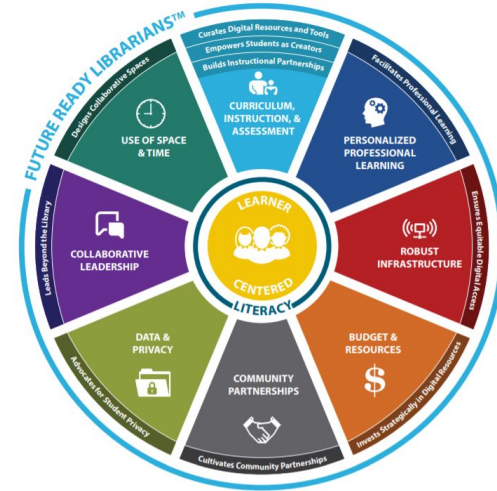 FUTURE READY LIBRARIANS™
Curates Digital Resources and Tools
Empowers Students as Creators
Builds Instructional Partnerships
CURRICULUM,
INSTRUCTION, &
ASSESSMENT
Facilitates Professional Learning
PERSONALIZED
PROFESSIONAL
LEARNING
Ensures Equitable Digital Access
ROBUST
INFRASTRUCTURE
Invests Strategically in Digital Resources
BUDGET &
RESOURCES
$
Cultivates Community Partnerships
COMMUNITY
PARTNERSHIPS
Advocates for Student Privacy
DATA &
PRIVACY
Leads Beyond the Library
COLLABORATIVE
LEADERSHIP
Designs Collaborative Spaces
USE OF SPACE
& TIME
LEARNER
CENTERED
LITERACY